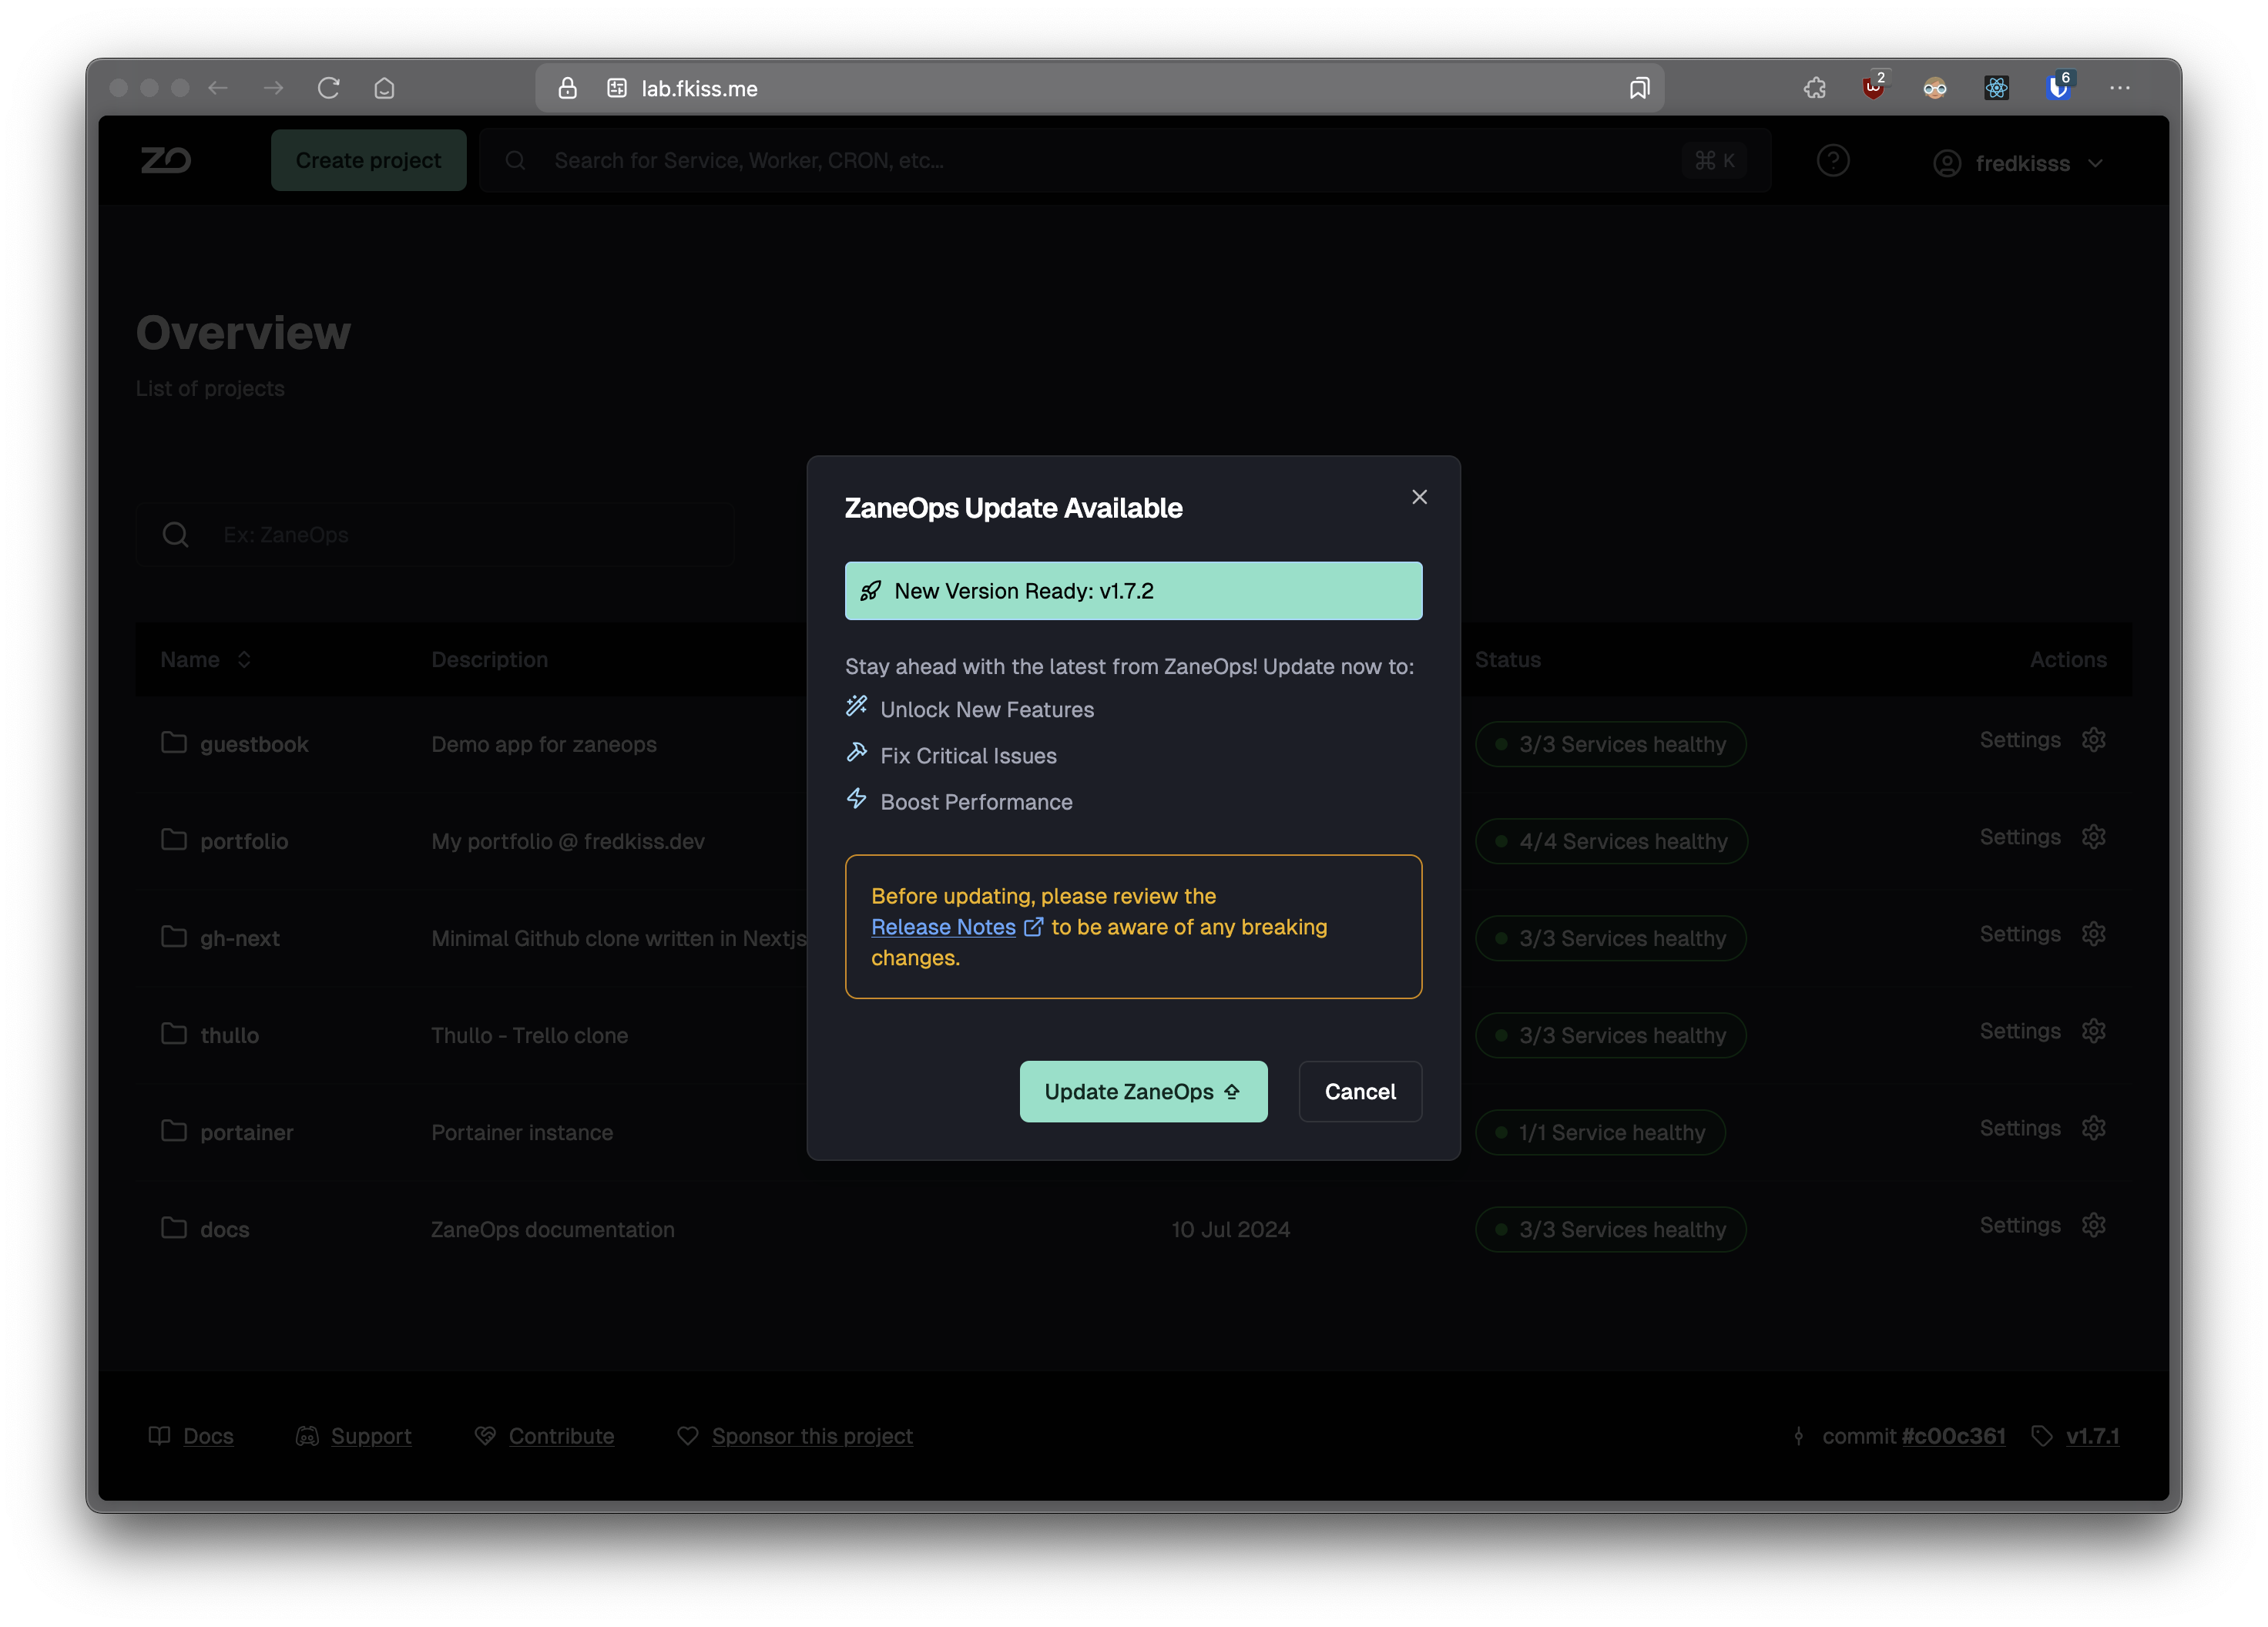 lab.fkiss.me
2
6
ZO
Create project
Search for Service, Worker, CRON, etc...
⌘ K
fredkisss
Overview
List of projects
Ex: ZaneOps
Name
Description
Status
Actions
guestbook
Demo app for zaneops
3/3 Services healthy
Settings
portfolio
My portfolio @ fredkiss.dev
4/4 Services healthy
Settings
gh-next
Minimal Github clone written in Nextjs
3/3 Services healthy
Settings
thullo
Thullo - Trello clone
3/3 Services healthy
Settings
portainer
Portainer instance
1/1 Service healthy
Settings
docs
ZaneOps documentation
10 Jul 2024
3/3 Services healthy
Settings
ZaneOps Update Available
New Version Ready: v1.7.2
Stay ahead with the latest from ZaneOps! Update now to:
Unlock New Features
Fix Critical Issues
Boost Performance
Before updating, please review the
Release Notes to be aware of any breaking
changes.
Update ZaneOps
Cancel
Docs
Support
Contribute
Sponsor this project
commit #c00c361
v1.7.1